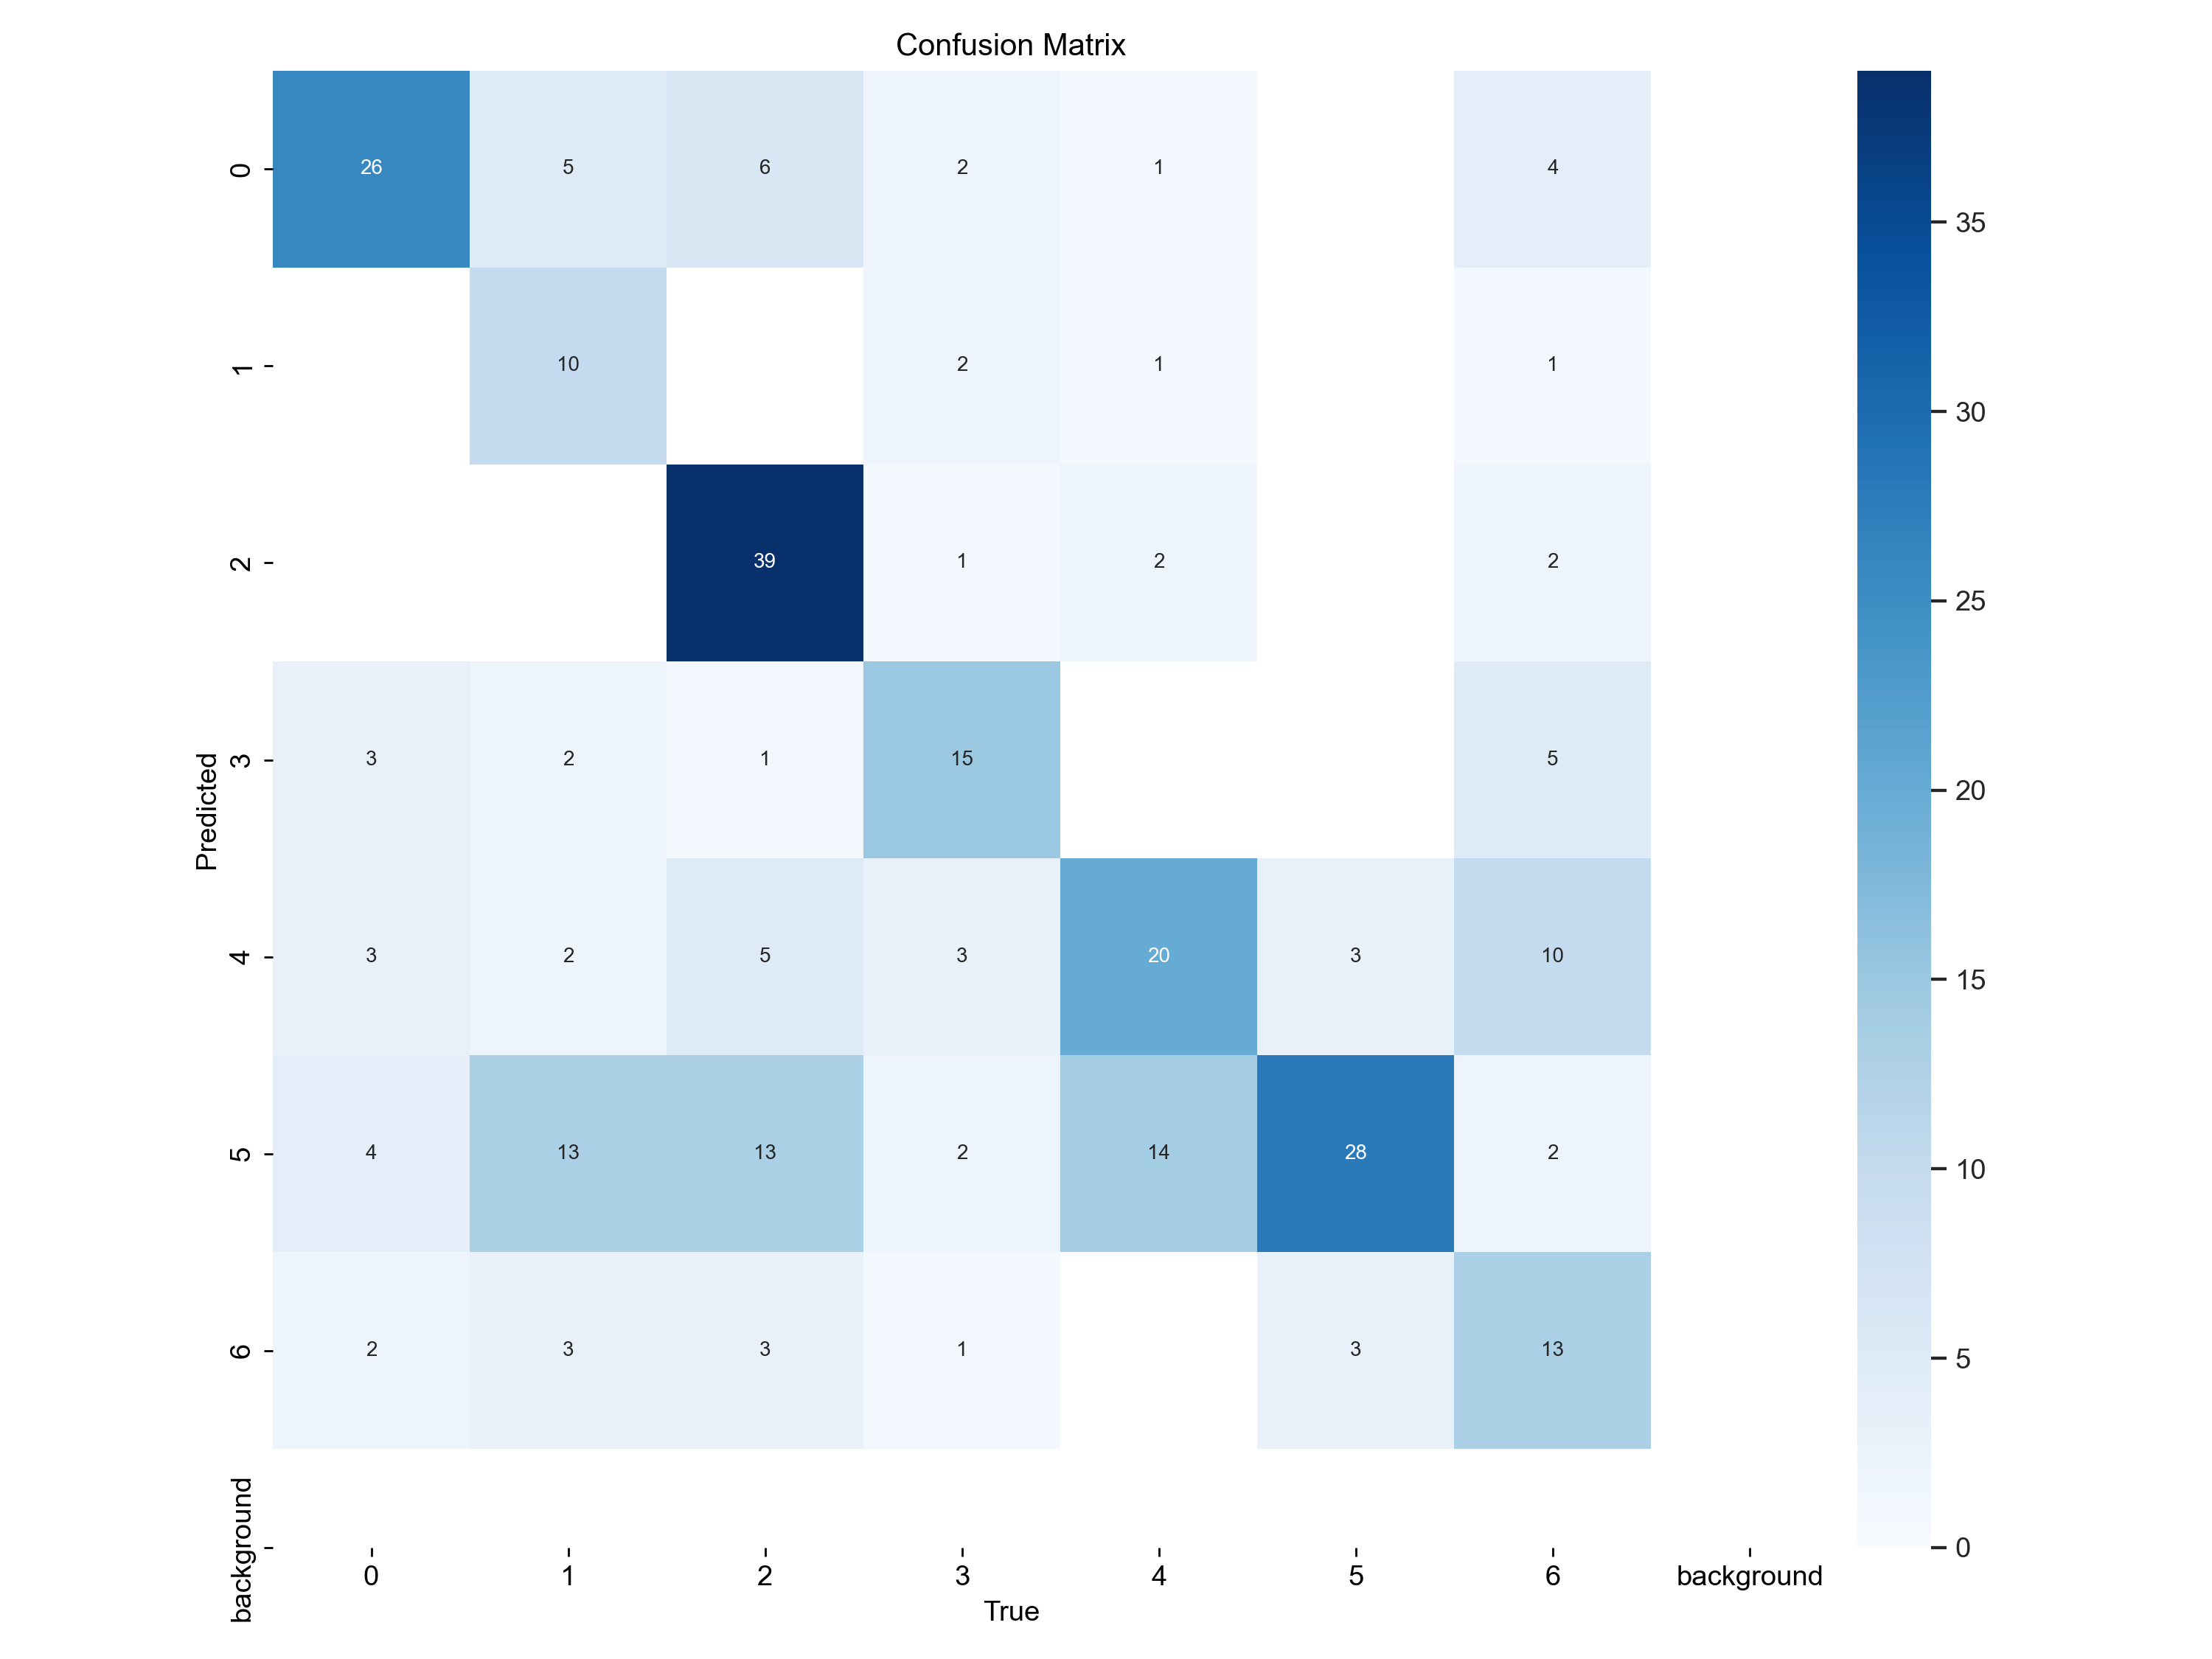 Confusion Matrix
0 26 5 6 2 1 4
1 10 2 1 1
2 39 1 2 2
3 3 2 1 15 5
4 3 2 5 3 20 3 10
5 4 13 13 2 14 28 2
6 2 3 3 1 3 13
background
0 1 2 3 4 5 6 background
True
Predicted
35
30
25
20
15
10
5
0